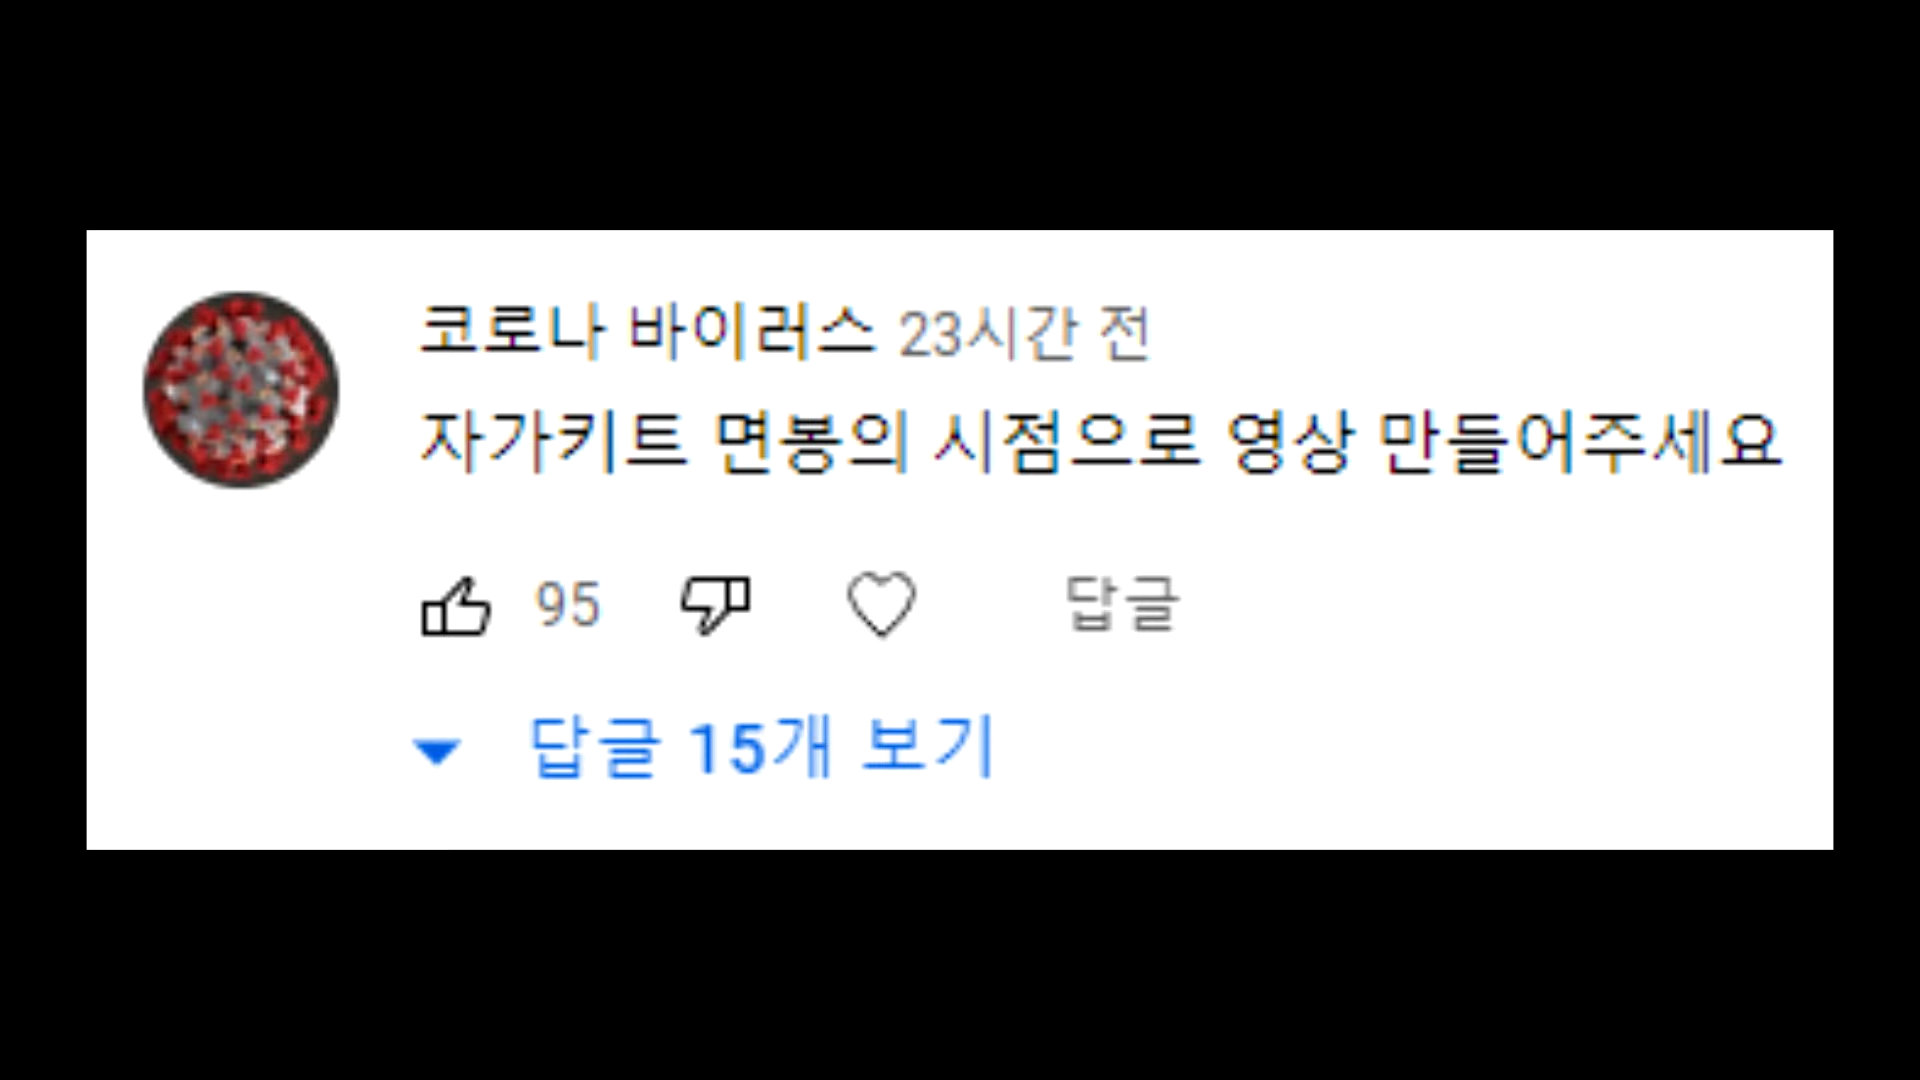 코로나 바이러스 23시간 전
자가키트 면봉의 시점으로 영상 만들어주세요
95 답글
답글 15개 보기